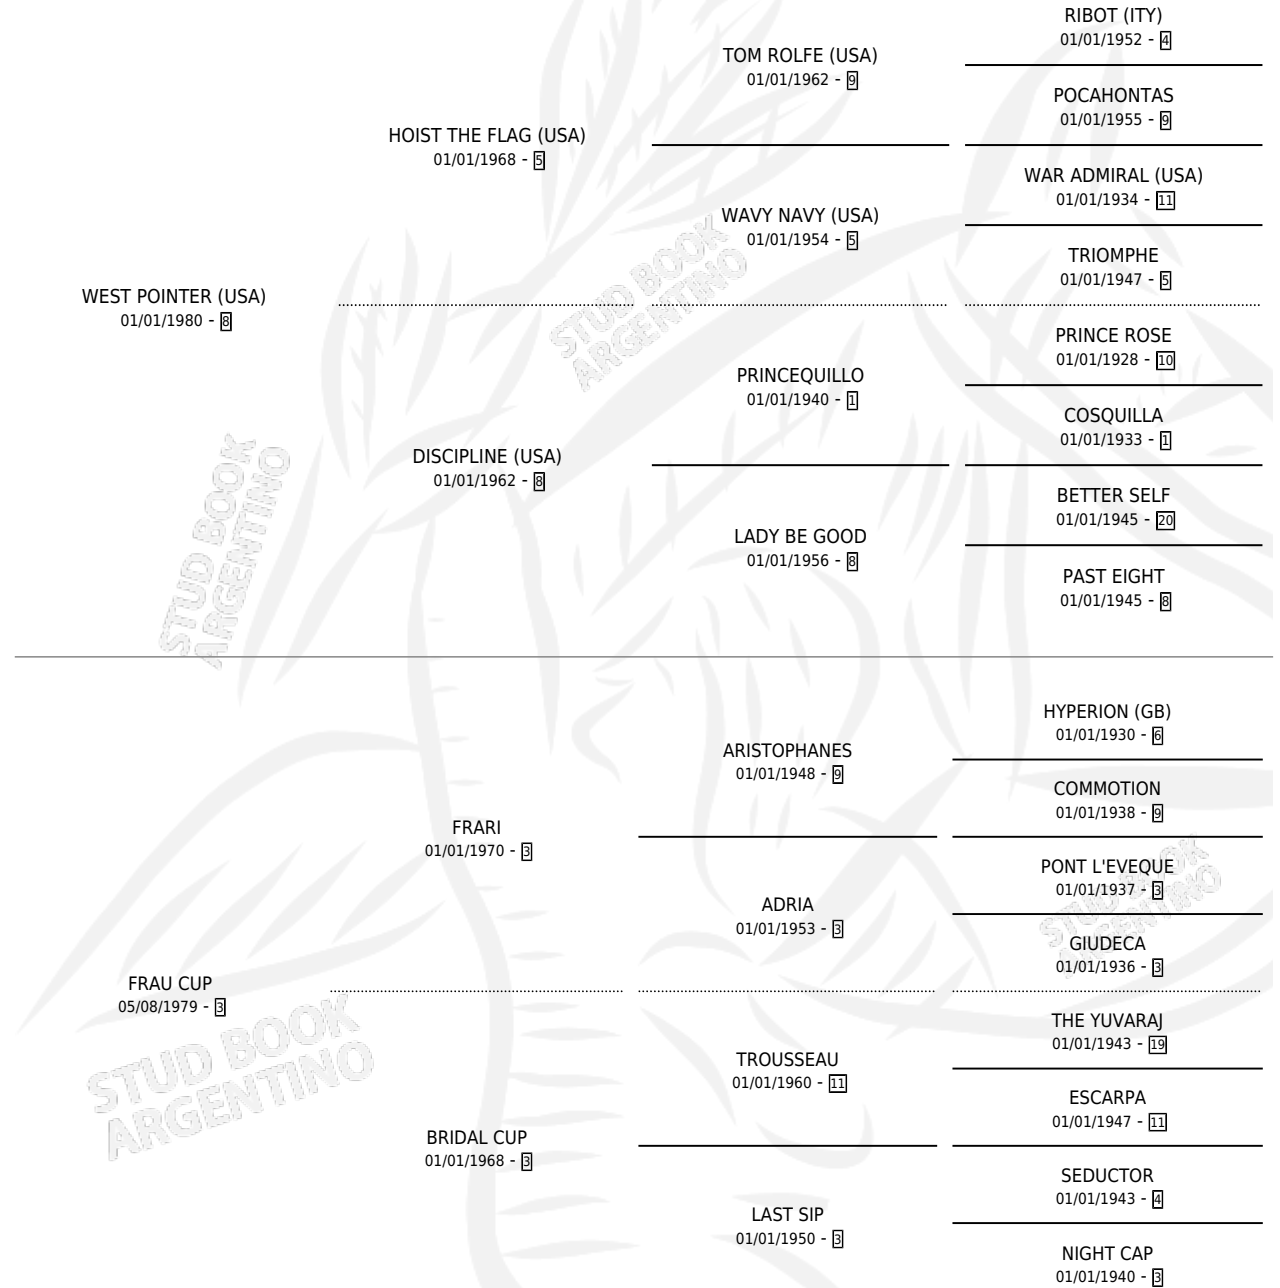 RIBOT (ITY)
01/01/1952 - 4
TOM ROLFE (USA)
01/01/1962 - 9
POCAHONTAS
01/01/1955 - 9
HOIST THE FLAG (USA)
01/01/1968 - 5
WAR ADMIRAL (USA)
01/01/1934 - 11
WAVY NAVY (USA)
01/01/1954 - 5
TRIOMPHE
01/01/1947 - 5
WEST POINTER (USA)
01/01/1980 - 8
STUD BOOK
ARGENTINO
PRINCE ROSE
01/01/1928 - 10
PRINCEQUILLO
01/01/1940 - 1
COSQUILLA
01/01/1933 - 1
DISCIPLINE (USA)
01/01/1962 - 8
BETTER SELF
01/01/1945 - 20
LADY BE GOOD
01/01/1956 - 8
PAST EIGHT
01/01/1945 - 8
STUD BOOK
ARGENTINO
HYPERION (GB)
01/01/1930 - 6
ARISTOPHANES
01/01/1948 - 9
COMMOTION
01/01/1938 - 9
FRARI
01/01/1970 - 3
PONT L'EVEQUE
01/01/1937 - 3
ADRIA
01/01/1953 - 3
GIUDECA
01/01/1936 - 3
STUD BOOK
ARGENTINO
FRAU CUP
05/08/1979 - 3
THE YUVARAJ
01/01/1943 - 19
TROUSSEAU
01/01/1960 - 11
ESCARPA
01/01/1947 - 11
STUD BOOK
ARGENTINO
BRIDAL CUP
01/01/1968 - 3
SEDUCTOR
01/01/1943 - 4
LAST SIP
01/01/1950 - 3
NIGHT CAP
01/01/1940 - 3